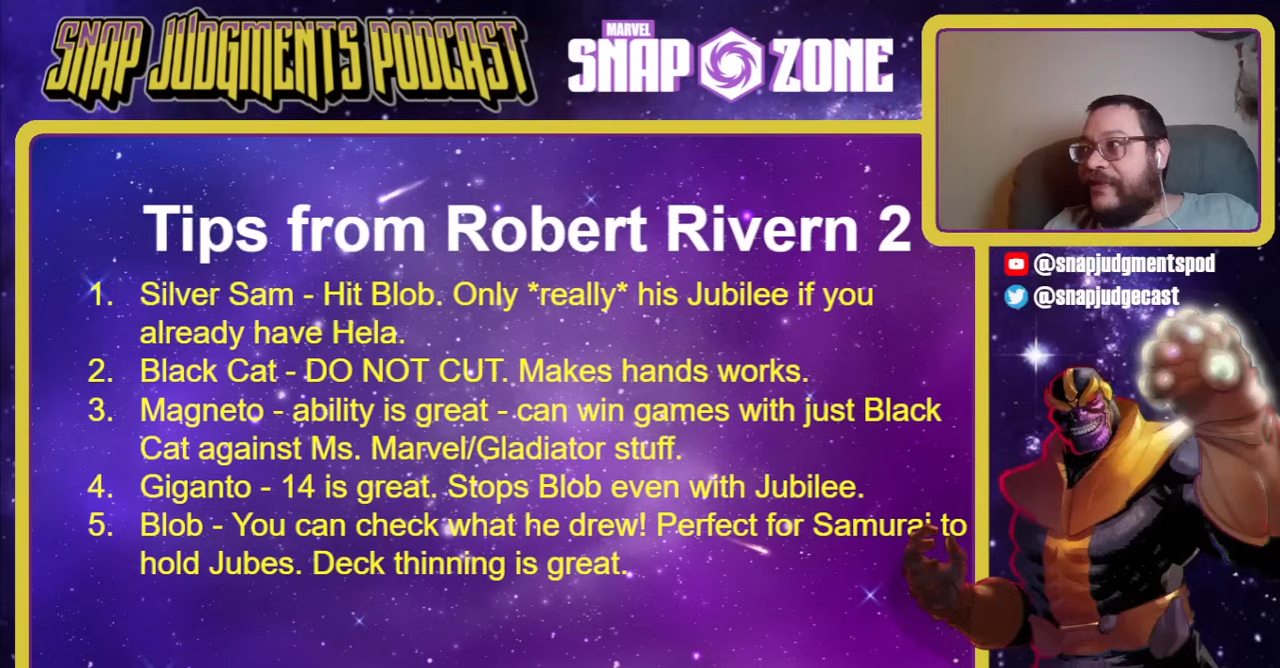 SNAP JUDGMENTS PODCAST
MARVEL
SNAP ZONE
Tips from Robert Rivern 2
1. Silver Sam - Hit Blob. Only *really* his Jubilee if you
already have Hela.
2. Black Cat - DO NOT CUT. Makes hands works.
3. Magneto - ability is great - can win games with just Black
Cat against Ms. Marvel/Gladiator stuff.
4. Giganto - 14 is great. Stops Blob even with Jubilee.
5. Blob - You can check what he drew! Perfect for Samurai to
hold Jubes. Deck thinning is great.
@snapjudgmentspod
@snapjudgecast